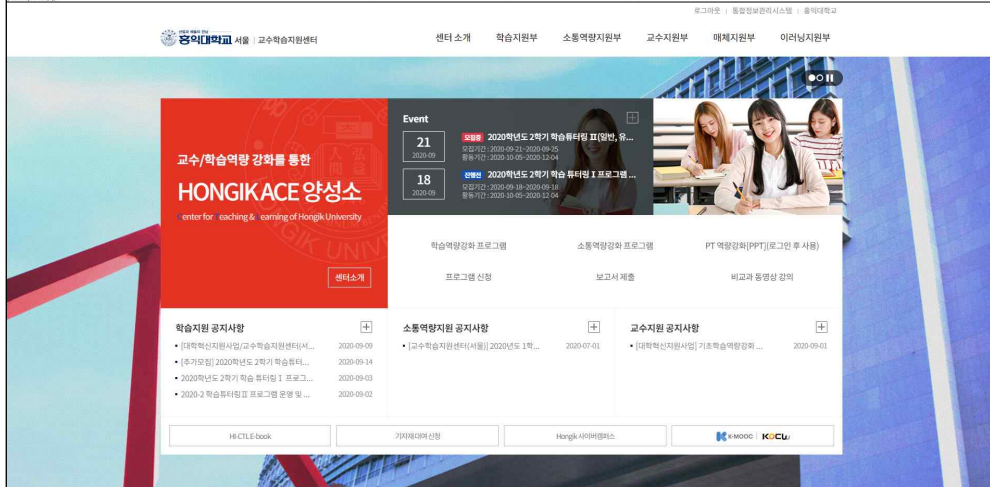 로그아웃 | 통합정보관리시스템 | 홍익대학교
홍익대학교 서울 | 교수학습지원센터
센터 소개 학습지원부 소통역량지원부 교수지원부 매체지원부 이러닝지원부
교수/학습역량 강화를 통한
HONGIK ACE 양성소
Center for Teaching & Learning of Hongik University
센터소개
Event
21
2020-09
모집중 2020학년도 2학기 학습튜터링 II(일반, 유...
모집기간 : 2020-09-21~2020-09-25
활동기간 : 2020-10-05~2020-12-04
18
2020-09
진행전 2020학년도 2학기 학습 튜터링 I 프로그램 ...
모집기간 : 2020-09-18~2020-09-18
활동기간 : 2020-10-05~2020-12-04
학습역량강화 프로그램 소통역량강화 프로그램 PT 역량강화[PPT](로그인 후 사용)
프로그램 신청 보고서 제출 비교과 동영상 강의
학습지원 공지사항
• [대학혁신지원사업/교수학습지원센터(서... 2020-09-09
• [추가모집] 2020학년도 2학기 학습튜터... 2020-09-14
• 2020학년도 2학기 학습 튜터링 I 프로그... 2020-09-03
• 2020-2 학습튜터링II 프로그램 운영 및 ... 2020-09-02
소통역량지원 공지사항
• [교수학습지원센터(서울)] 2020년도 1학... 2020-07-01
교수지원 공지사항
• [대학혁신지원사업] 기초학습역량강화 ... 2020-09-01
HI-CTL E-book 기자재 대여 신청 Hongik 사이버캠퍼스 K-MOOC | KOCW